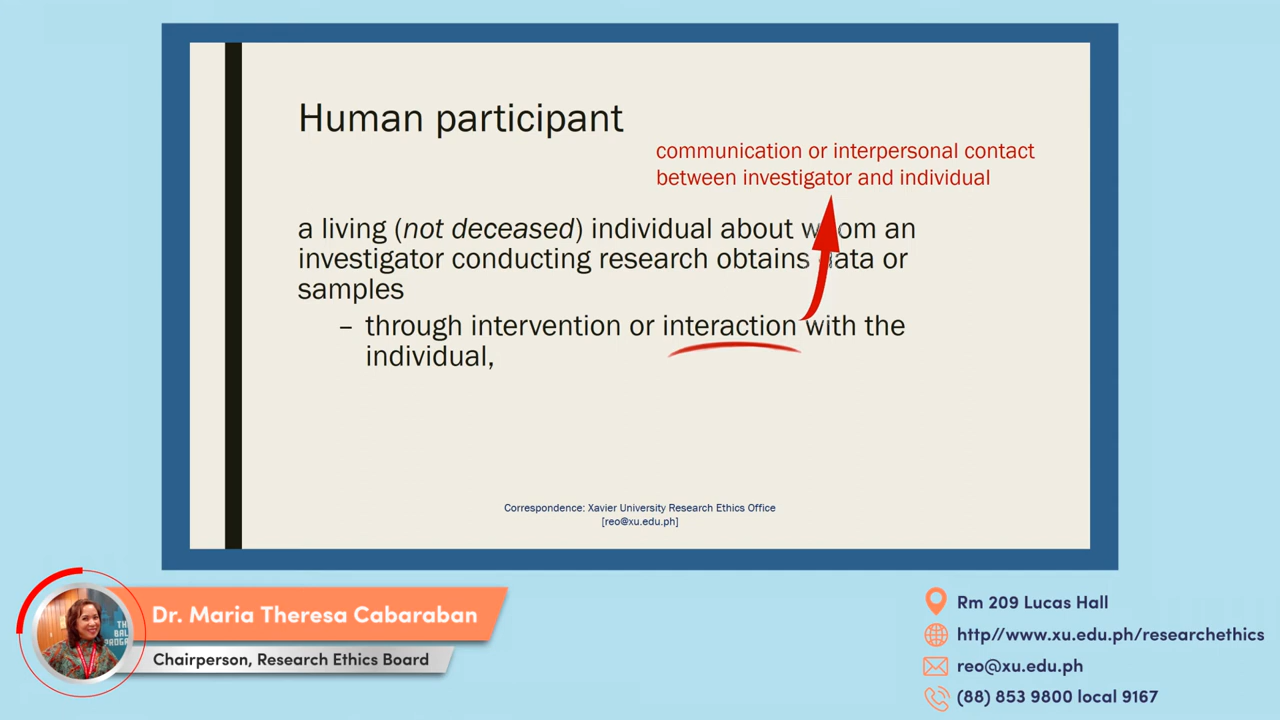 Human participant
communication or interpersonal contact
between investigator and individual
a living (not deceased) individual about whom an
investigator conducting research obtains data or
samples
– through intervention or interaction with the
individual,
Correspondence: Xavier University Research Ethics Office
[reo@xu.edu.ph]
Dr. Maria Theresa Cabaraban
Chairperson, Research Ethics Board
Rm 209 Lucas Hall
http//www.xu.edu.ph/researchethics
reo@xu.edu.ph
(88) 853 9800 local 9167